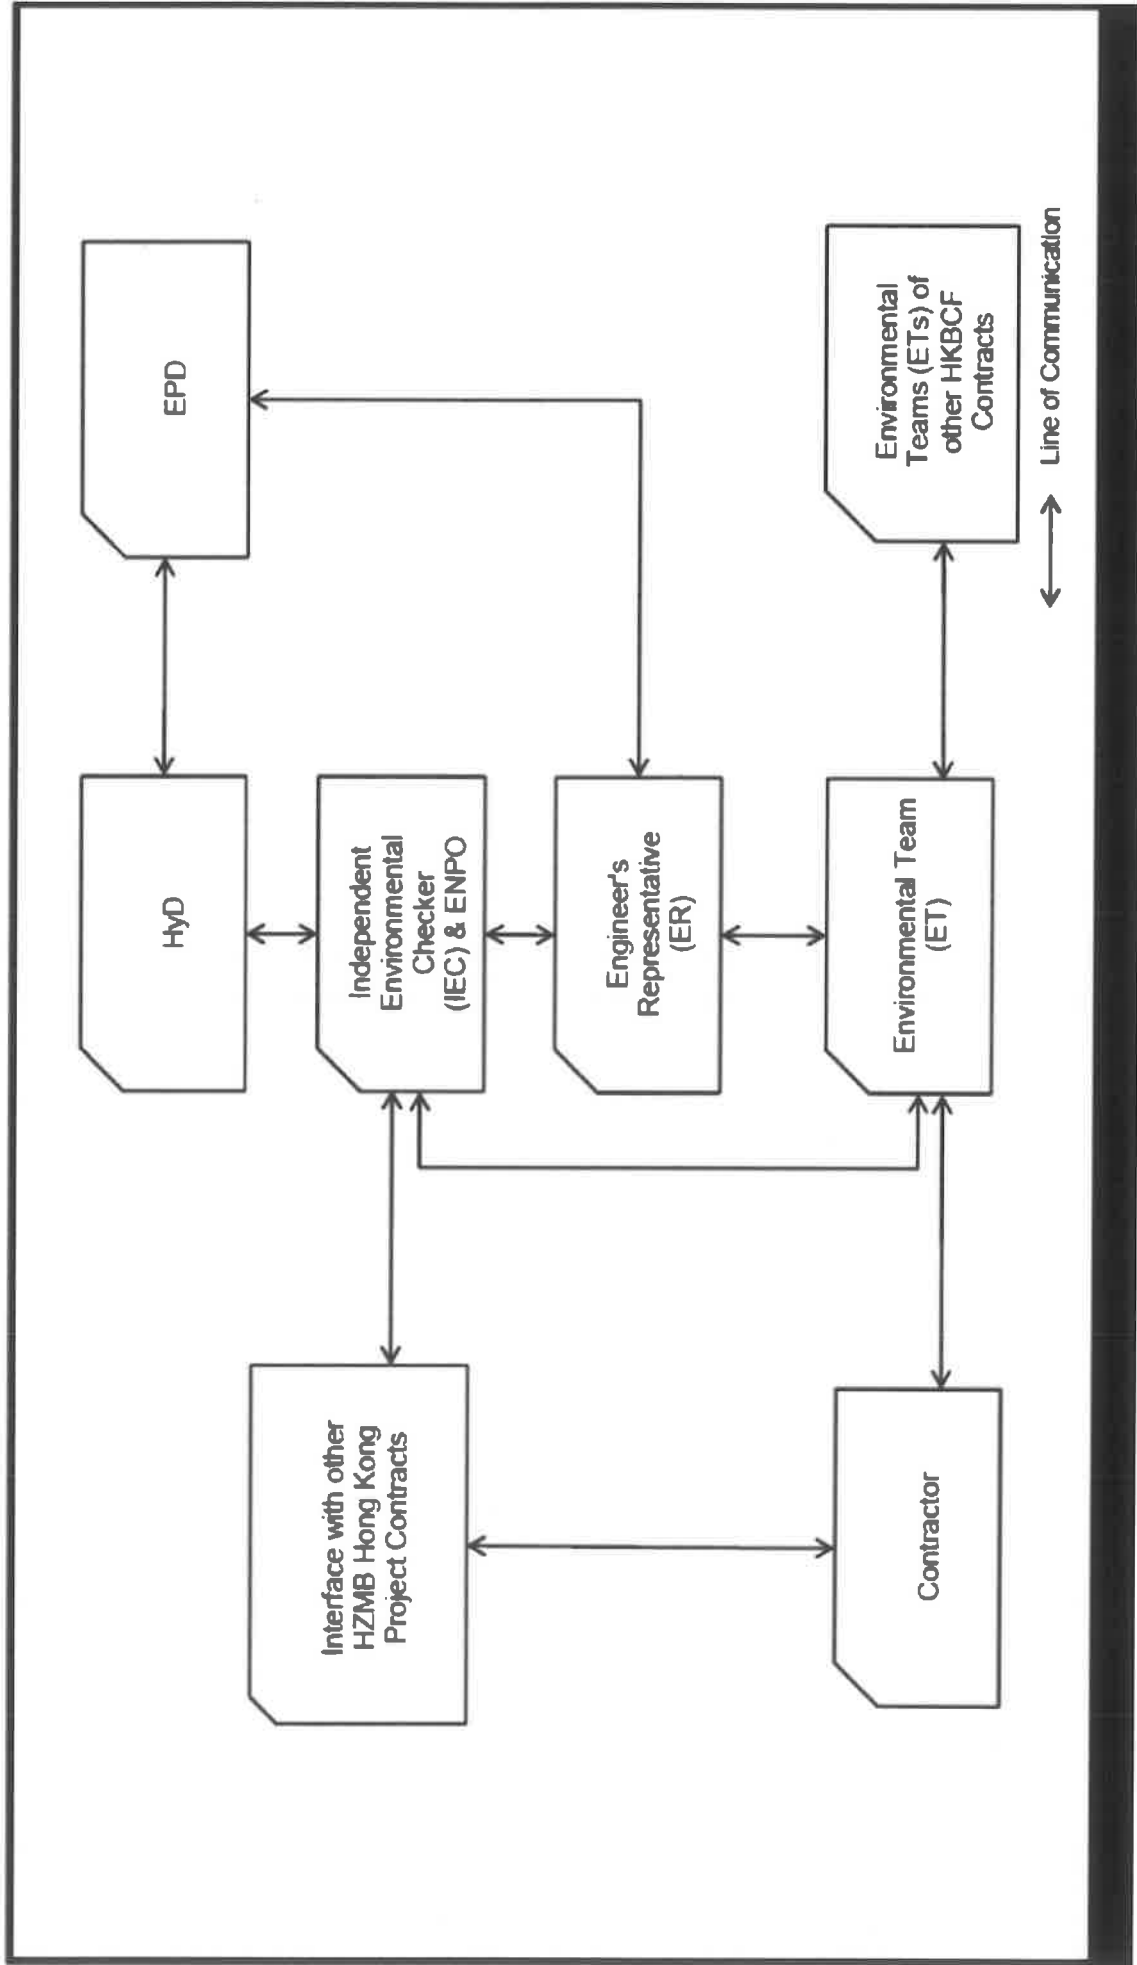 HyD
EPD
Interface with other
HZMB Hong Kong
Project Contracts
Independent
Environmental
Checker
(IEC) & ENPO
Engineer's
Representative
(ER)
Contractor
Environmental Team
(ET)
Environmental
Teams (ETs) of
other HKBCF
Contracts
Line of Communication